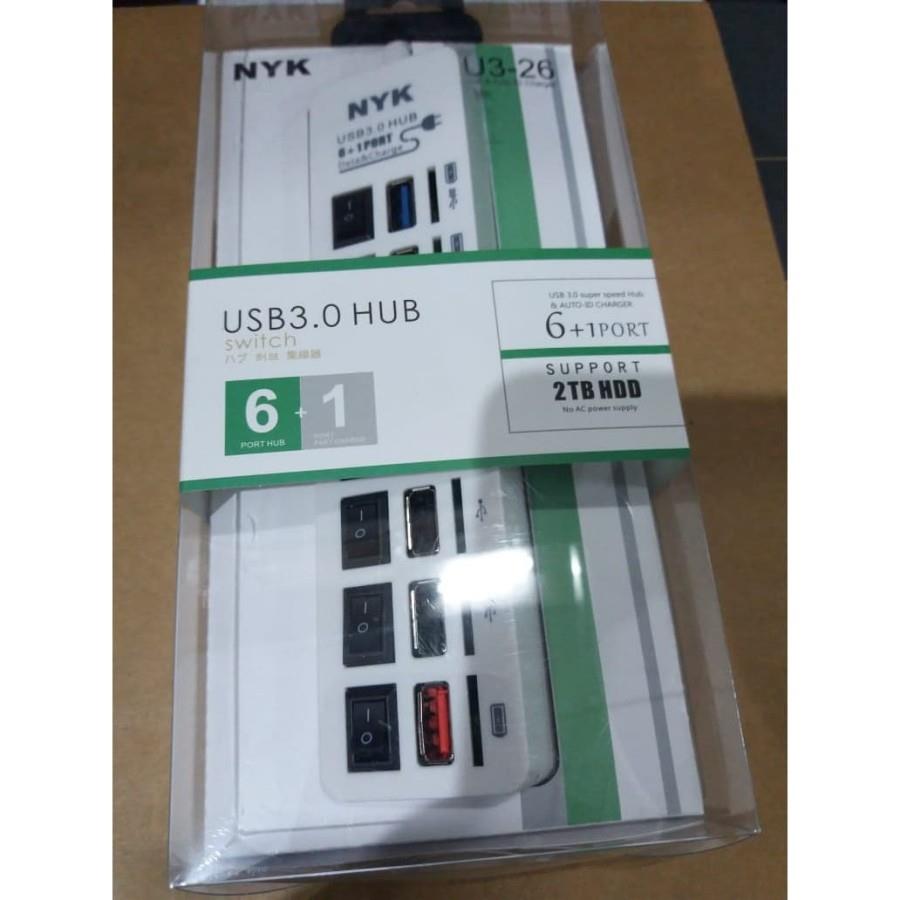 NYK
U3-26
NYK
USB3.0 HUB
6+1PORT
Data&Charge
USB3.0 HUB
switch
6
PORT HUB
+
1
USB 3.0 super speed Hub
& AUTO-ID CHARGER
6+1PORT
SUPPORT
2TB HDD
No AC power supply